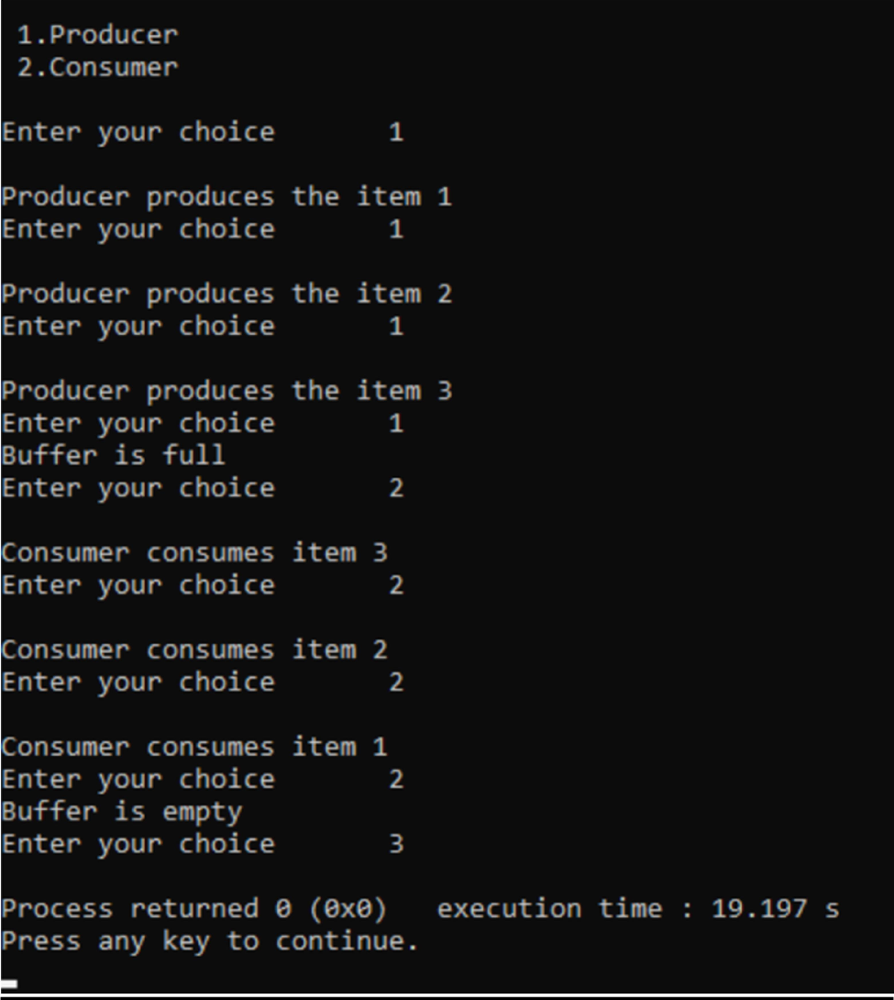 1.Producer
2.Consumer
Enter your choice 1
Producer produces the item 1
Enter your choice 1
Producer produces the item 2
Enter your choice 1
Producer produces the item 3
Enter your choice 1
Buffer is full
Enter your choice 2
Consumer consumes item 3
Enter your choice 2
Consumer consumes item 2
Enter your choice 2
Consumer consumes item 1
Enter your choice 2
Buffer is empty
Enter your choice 3
Process returned 0 (0x0) execution time : 19.197 s
Press any key to continue.